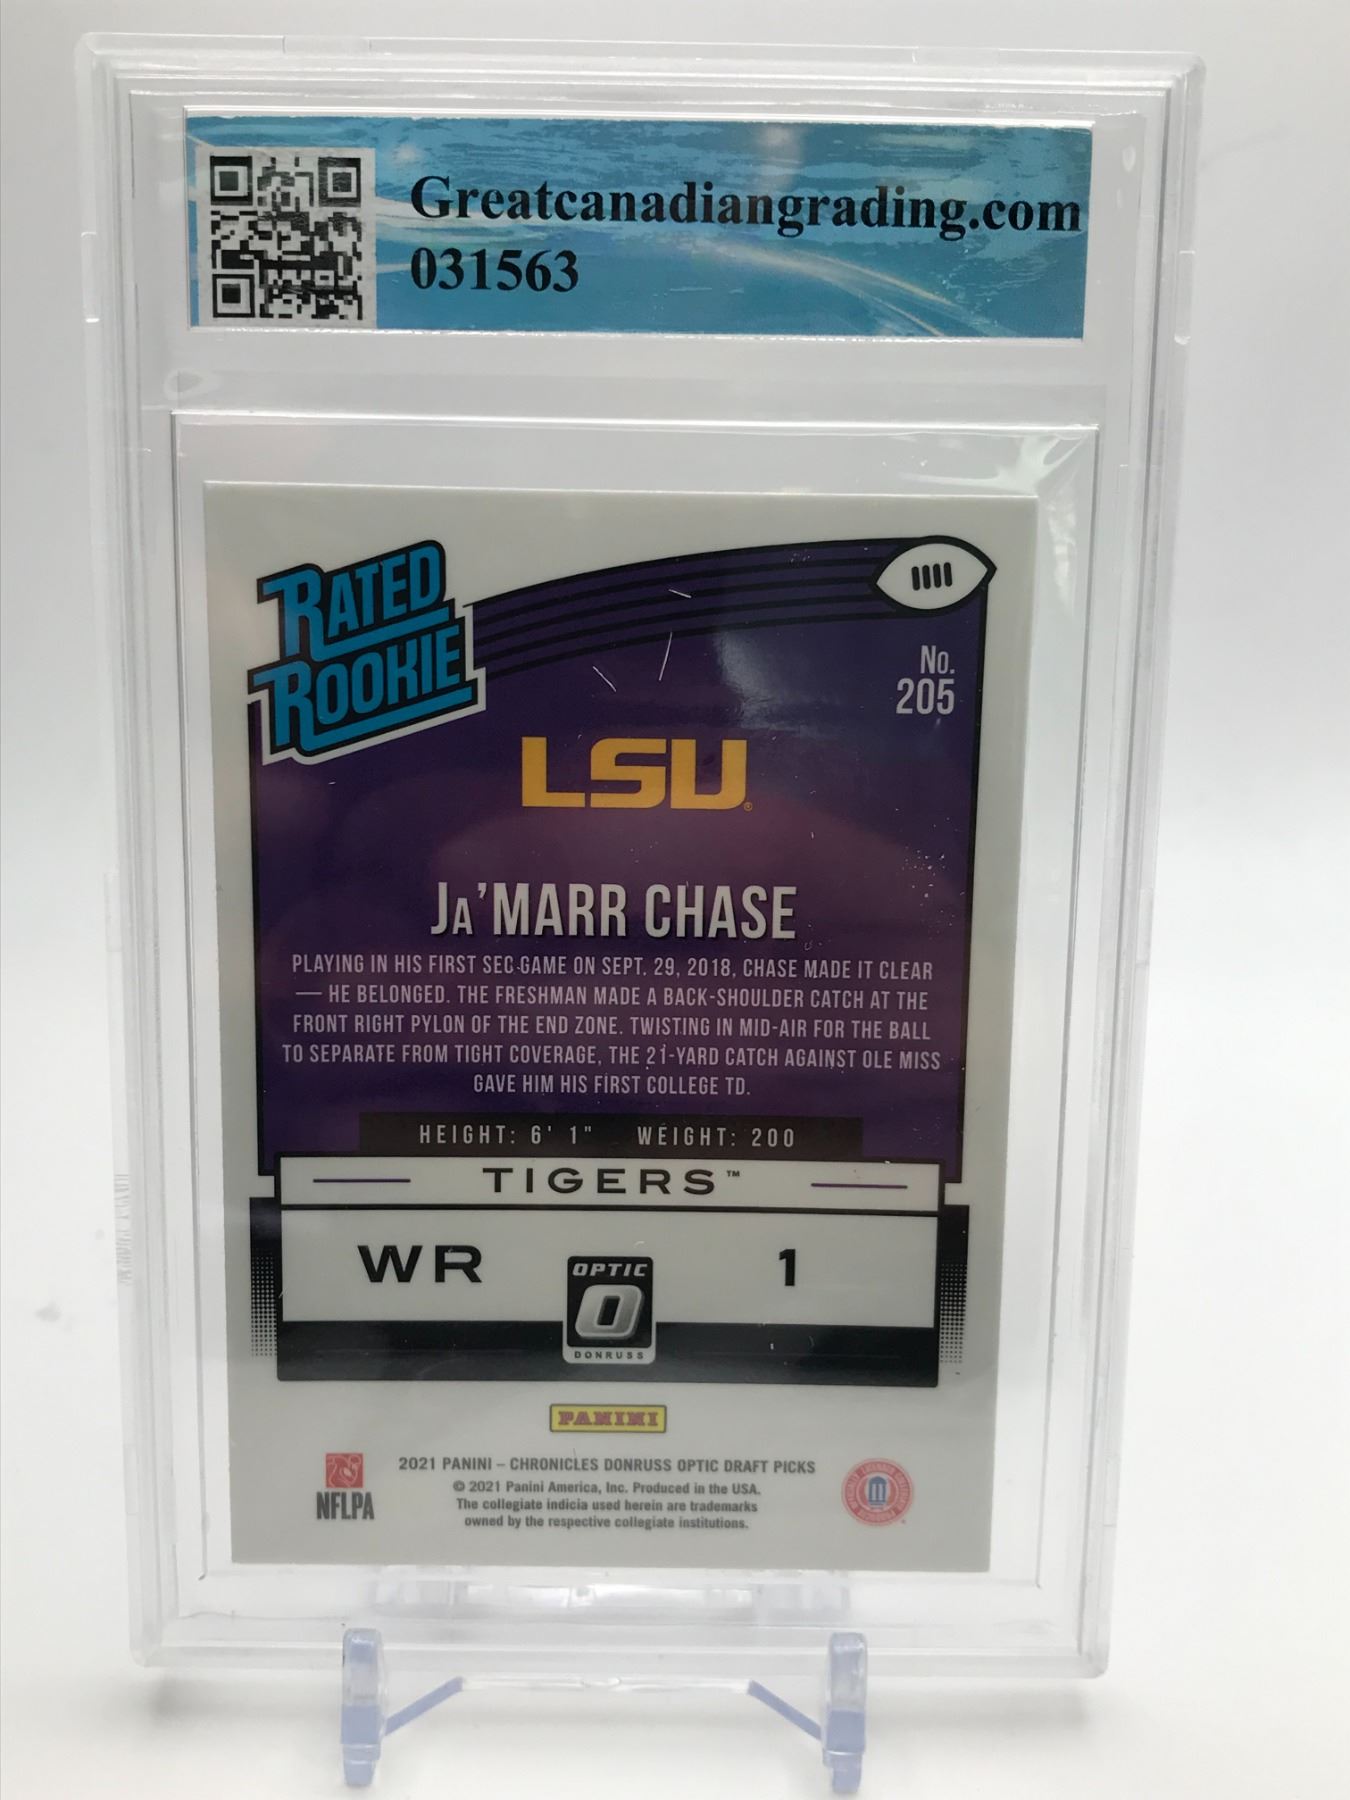 Greatcanadiangrading.com
031563
RATED
ROOKIE
No.
205
LSU
JA'MARR CHASE
PLAYING IN HIS FIRST SEC GAME ON SEPT. 29, 2018, CHASE MADE IT CLEAR
— HE BELONGED. THE FRESHMAN MADE A BACK-SHOULDER CATCH AT THE
FRONT RIGHT PYLON OF THE END ZONE. TWISTING IN MID-AIR FOR THE BALL
TO SEPARATE FROM TIGHT COVERAGE, THE 21-YARD CATCH AGAINST OLE MISS
GAVE HIM HIS FIRST COLLEGE TD.
HEIGHT: 6' 1" WEIGHT: 200
TIGERS™
WR
1
OPTIC
DONRUSS
PANINI
2021 PANINI – CHRONICLES DONRUSS OPTIC DRAFT PICKS
© 2021 Panini America, Inc. Produced in the USA.
The collegiate indicia used herein are trademarks
owned by the respective collegiate institutions.
NFLPA